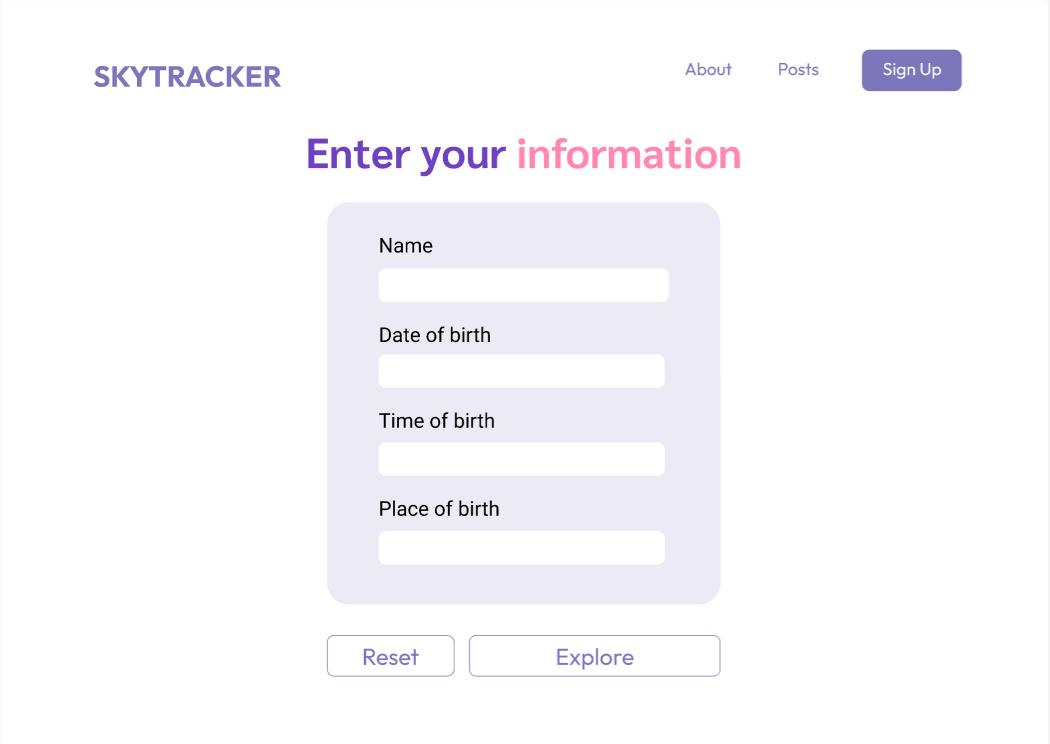 SKYTRACKER
About Posts Sign Up
Enter your information
Name
Date of birth
Time of birth
Place of birth
Reset Explore